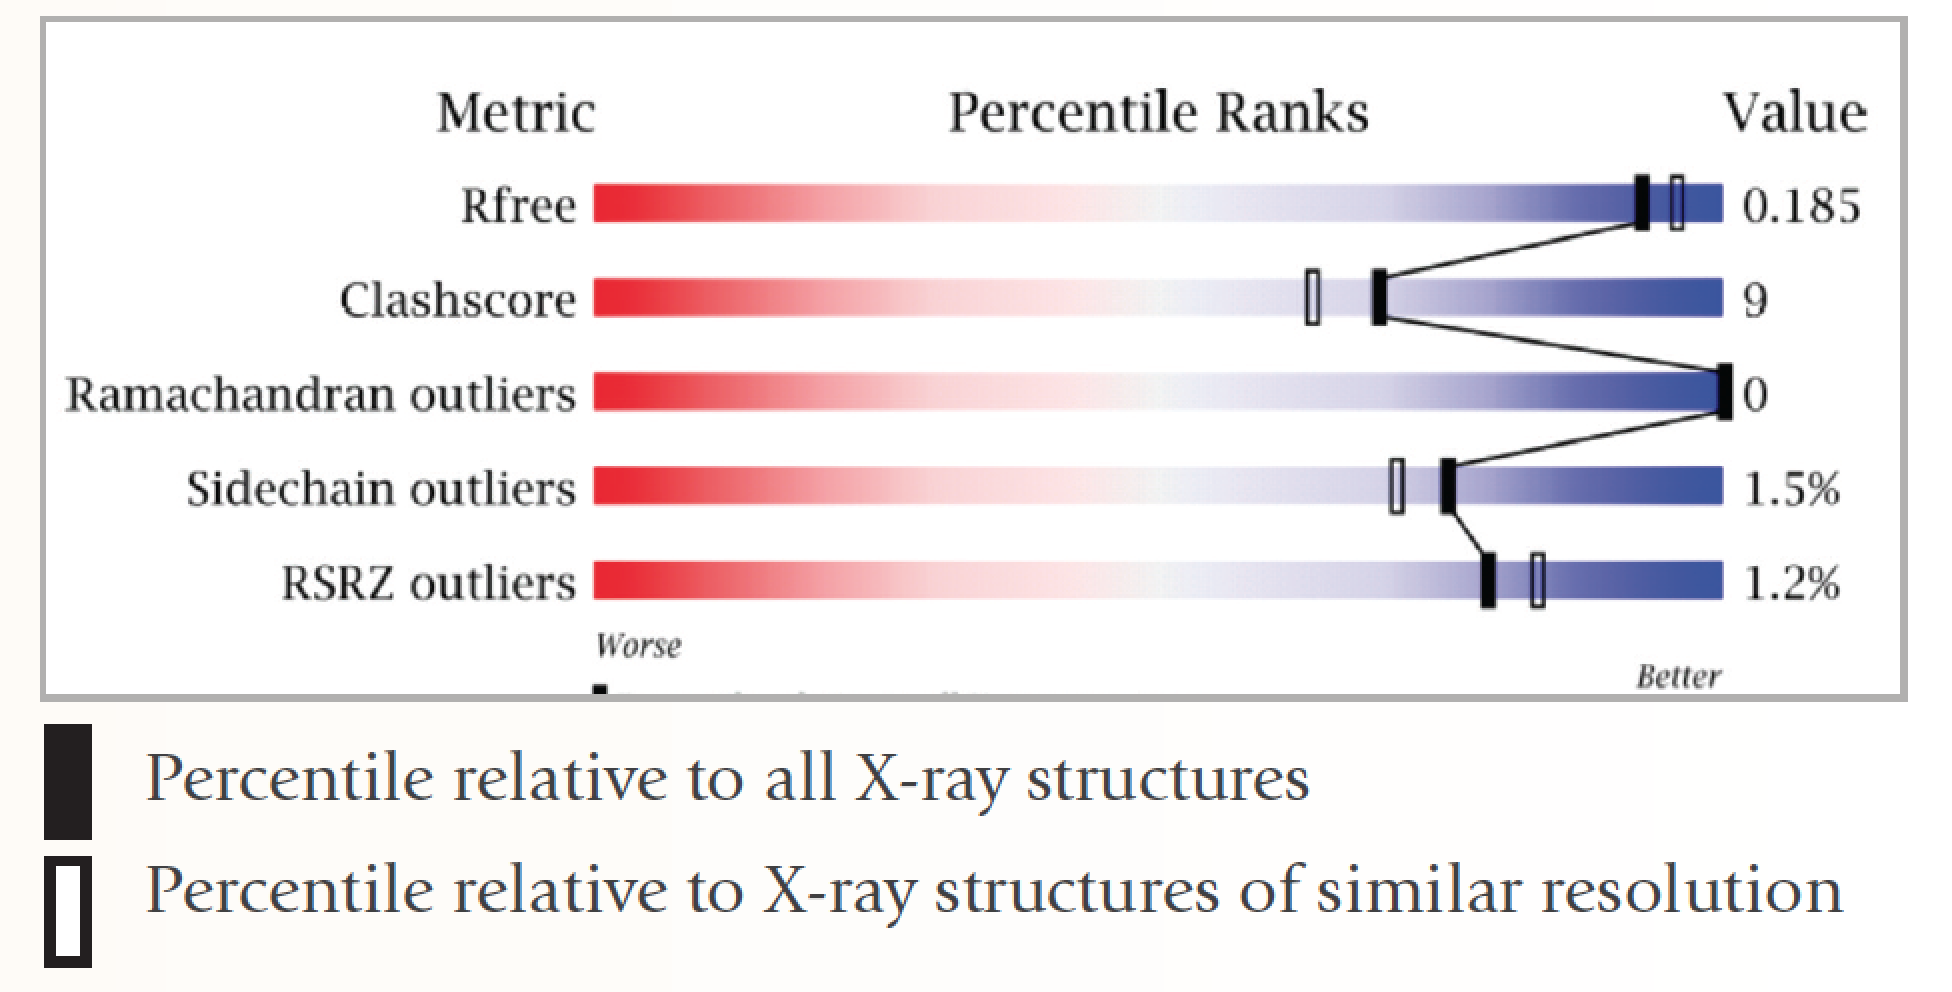 Metric Percentile Ranks Value
Rfree 0.185
Clashscore 9
Ramachandran outliers 0
Sidechain outliers 1.5%
RSRZ outliers 1.2%
Worse
Better
Percentile relative to all X-ray structures
Percentile relative to X-ray structures of similar resolution